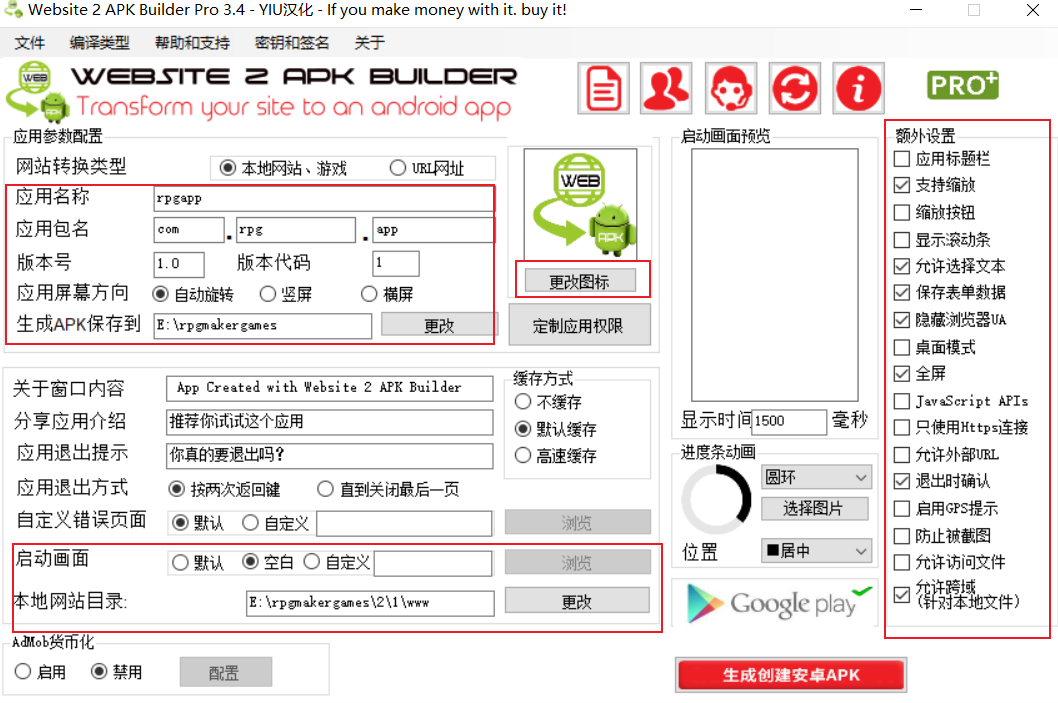 Website 2 APK Builder Pro 3.4 - YIU汉化 - If you make money with it. buy it!
文件 编译类型 帮助和支持 密钥和签名 关于
WEB WEBSITE 2 APK BUILDER
Transform your site to an android app
PRO+
应用参数配置
网站转换类型 本地网站、游戏 URL网址
应用名称 rpgapp
应用包名 com . rpg . app
版本号 1.0 版本代码 1
应用屏幕方向 自动旋转 竖屏 横屏
生成APK保存到 E:\rpgmakergames 更改
WEB
APK
更改图标
定制应用权限
关于窗口内容 App Created with Website 2 APK Builder
分享应用介绍 推荐你试试这个应用
应用退出提示 你真的要退出吗?
应用退出方式 按两次返回键 直到关闭最后一页
自定义错误页面 默认 自定义 浏览
启动画面 默认 空白 自定义 浏览
本地网站目录: E:\rpgmakergames\2\1\www 更改
缓存方式
不缓存
默认缓存
高速缓存
AdMob货币化
启用 禁用 配置
启动画面预览
显示时间 1500 毫秒
进度条动画
圆环
选择图片
位置 ■居中
Google play
生成创建安卓APK
额外设置
应用标题栏
支持缩放
缩放按钮
显示滚动条
允许选择文本
保存表单数据
隐藏浏览器UA
桌面模式
全屏
JavaScript APIs
只使用Https连接
允许外部URL
退出时确认
启用GPS提示
防止被截图
允许访问文件
允许跨域
(针对本地文件)